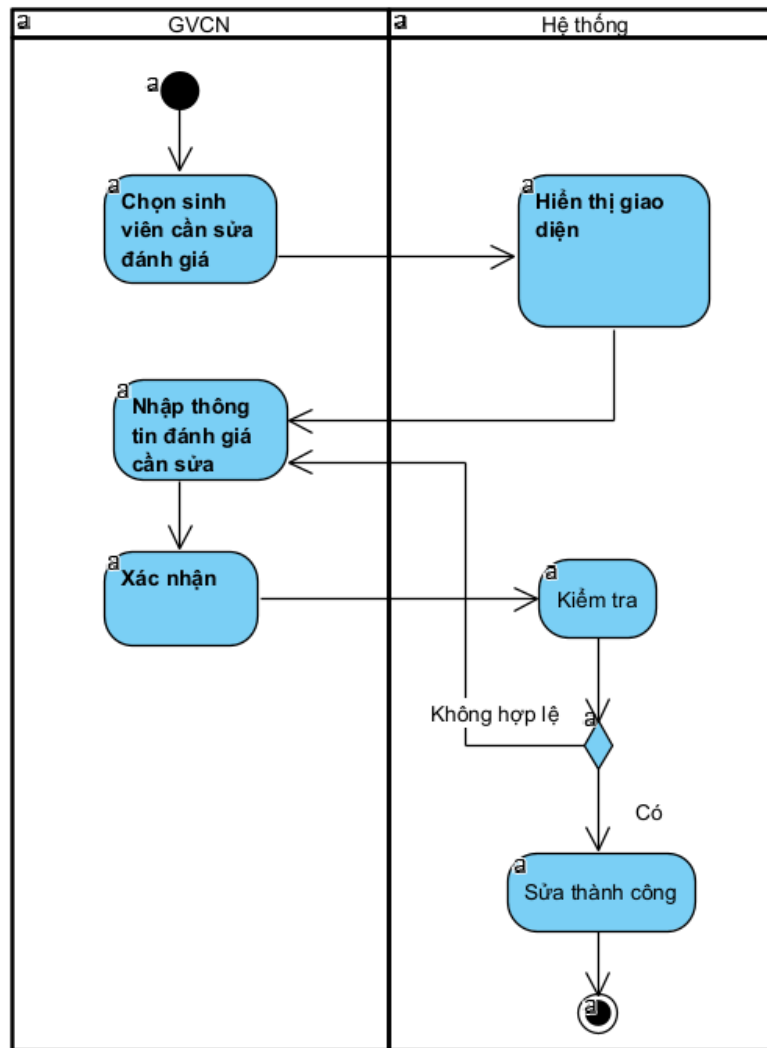 a GVCN
a Hệ thống
a
a
Chọn sinh
viên cần sửa
đánh giá
a
Hiển thị giao
diện
a
Nhập thông
tin đánh giá
cần sửa
a
Xác nhận
a
Kiểm tra
Không hợp lệ
a
Có
a
Sửa thành công
a